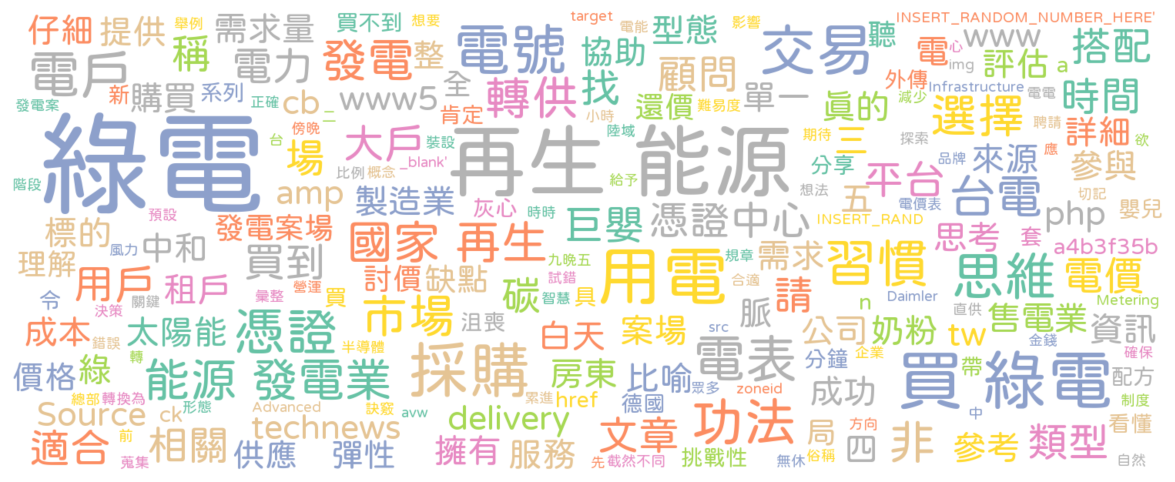 仔細 提供 舉例 需求量 買不到 想要 target 電能 型態 影響 交易 聽 INSERT_RANDOM_NUMBER_HERE' www 搭配
稱 發電 整 電號 協助 顧問 電 心 img 評估 a
電戶 電力 全 轉供 找 單一 外傳 Infrastructure 電電 時間
發電案 新 購買 系列 正確 cb 二 www5 肯定 小時 還價 難易度 真的 減少 選擇 聘請 詳細
綠電 台 傍晚 場 大戶 裝設 _blank' 再生能源 陸域 期待 三 分享 探索 品牌 來源 應 欲 參與
階段 比例 概念 amp 製造業 給予 想法 平台 五 台電 電價表 切記
標的 預設 發電案場 灰心 時時 巨嬰 憑證中心 INSERT_RAND php 嬰兒
理解 風力 中和 買到 國家 再生 九晚五 用電 規章 需求 習慣 思考 套 a4b3f35b
令 用戶 關鍵 租戶 彙整 營運 買 討價 缺點 試錯 碳 智慧 具 合適 請 n Daimler 思維 電價 Metering
成本 決策 錯誤 太陽能 轉 憑證 市場 半導體 沮喪 白天 案場 脈 src 公司 奶粉 直供 tw 金錢 售電業 資訊 確保
價格 綠 能源 發電業 採購 房東 比喻 電表 眾多 分鐘 企業 買 綠電 帶 配方
總部 轉換為 形態 Source ck Advanced avw 累進 href 德國 zoneid 成功 制度
適合 前 蒐集 相關 technews 訣竅 delivery 文章 功法 方向 局 中 非 參考 類型 看懂
供應 彈性 擁有 服務 先 截然不同 挑戰性 無休 俗稱 四 自然